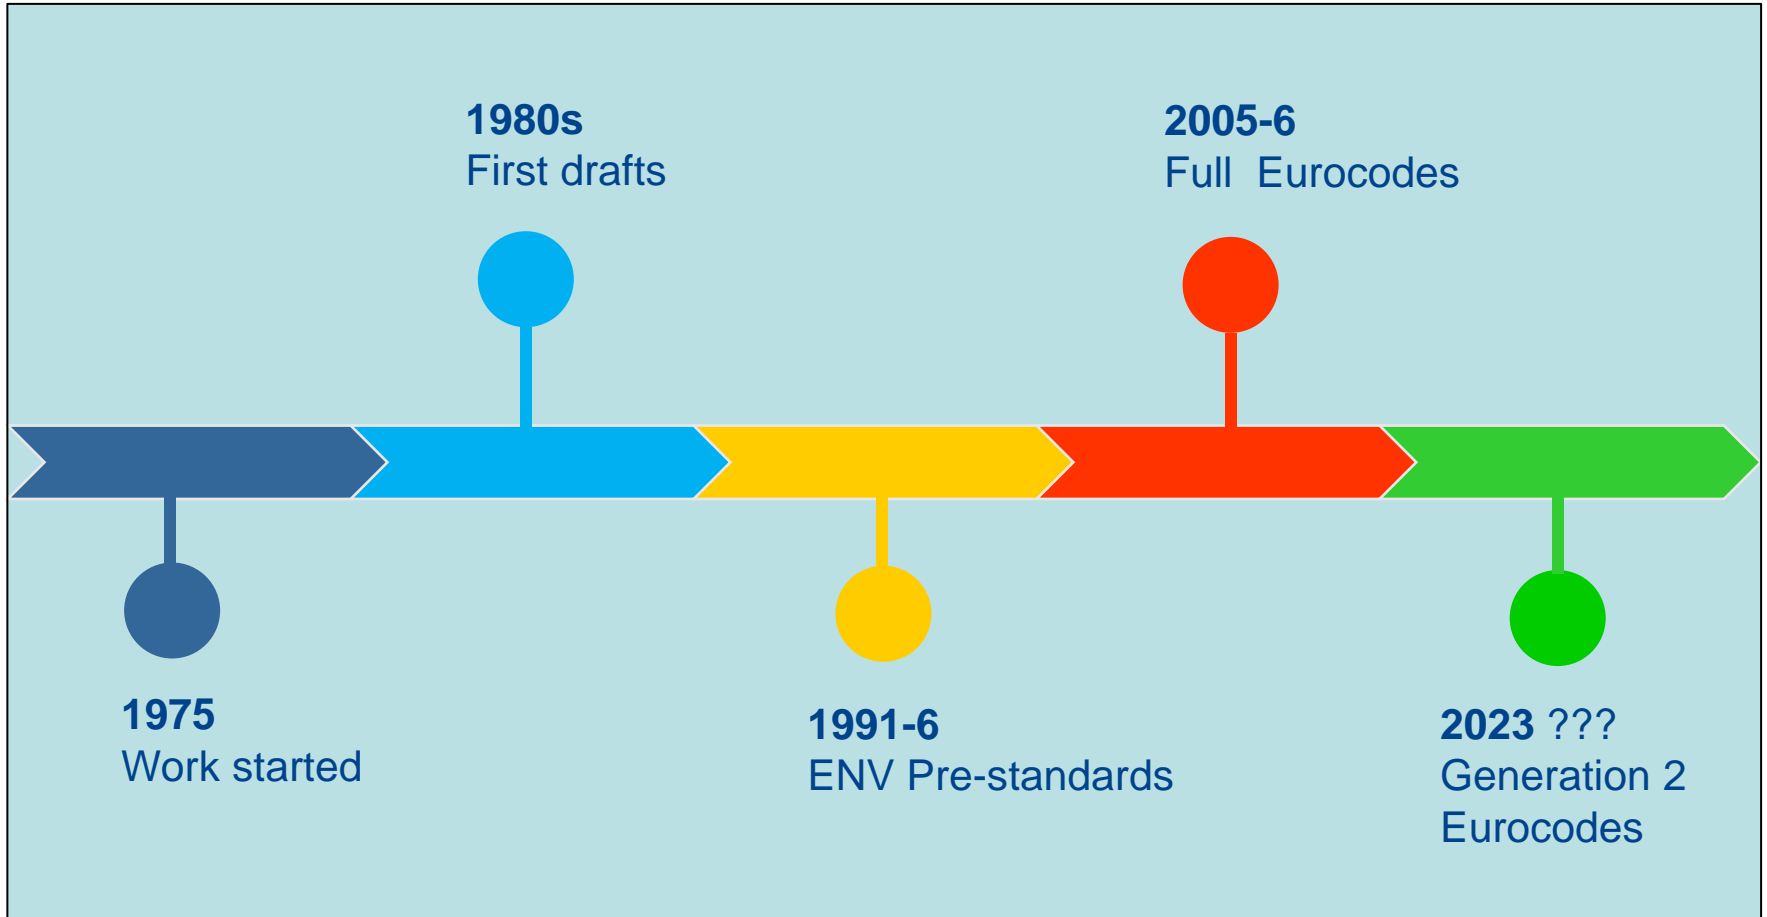 1980s
First drafts
2005-6
Full  Eurocodes
1975
Work started
1991-6
ENV Pre-standards
2023 ???
Generation 2
Eurocodes